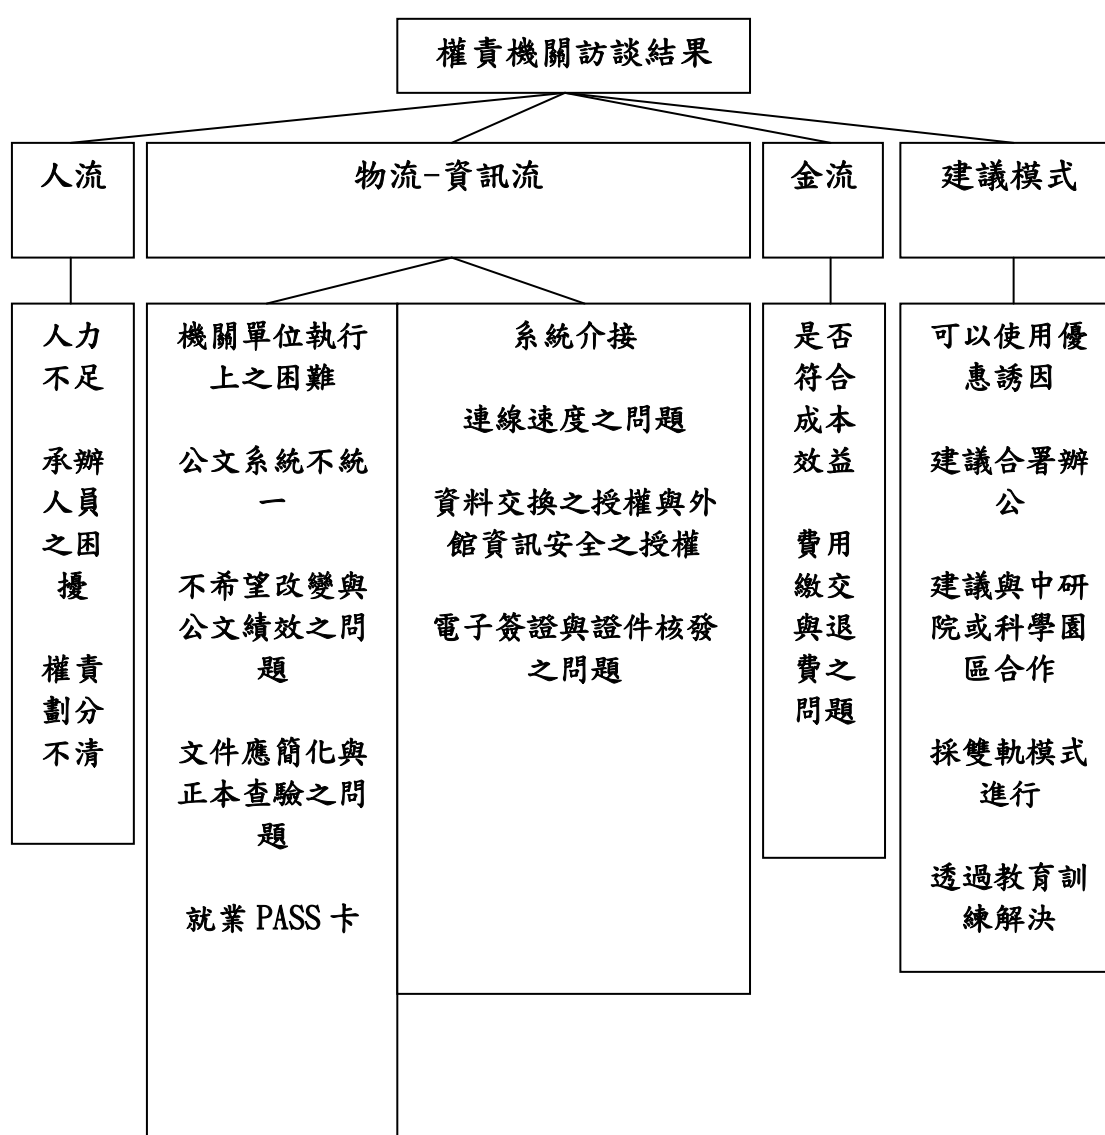 權責機關訪談結果
人流
物流-資訊流
金流
建議模式
人力
不足
承辦
人員
之困
擾
權責
劃分
不清
機關單位執行
上之困難
公文系統不統
一
不希望改變與
公文績效之問
題
文件應簡化與
正本查驗之問
題
就業 PASS 卡
系統介接
連線速度之問題
資料交換之授權與外
館資訊安全之授權
電子簽證與證件核發
之問題
是否
符合
成本
效益
費用
繳交
與退
費之
問題
可以使用優
惠誘因
建議合署辦
公
建議與中研
院或科學園
區合作
採雙軌模式
進行
透過教育訓
練解決